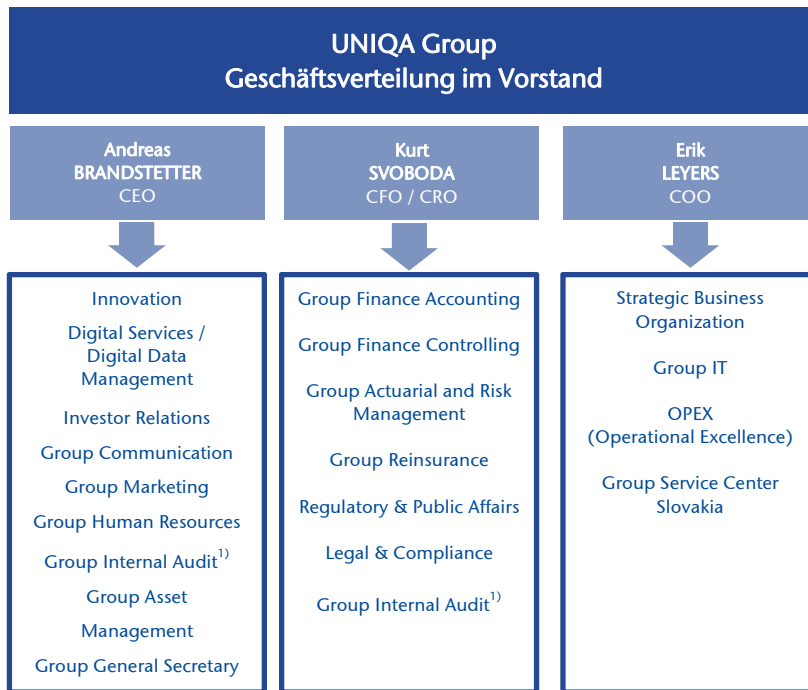 UNIQA Group
Geschäftsverteilung im Vorstand
Andreas
BRANDSTETTER
CEO
Innovation
Digital Services /
Digital Data
Management
Investor Relations
Group Communication
Group Marketing
Group Human Resources
Group Internal Audit1)
Group Asset
Management
Group General Secretary
Kurt
SVOBODA
CFO / CRO
Group Finance Accounting
Group Finance Controlling
Group Actuarial and Risk
Management
Group Reinsurance
Regulatory & Public Affairs
Legal & Compliance
Group Internal Audit1)
Erik
LEYERS
COO
Strategic Business
Organization
Group IT
OPEX
(Operational Excellence)
Group Service Center
Slovakia